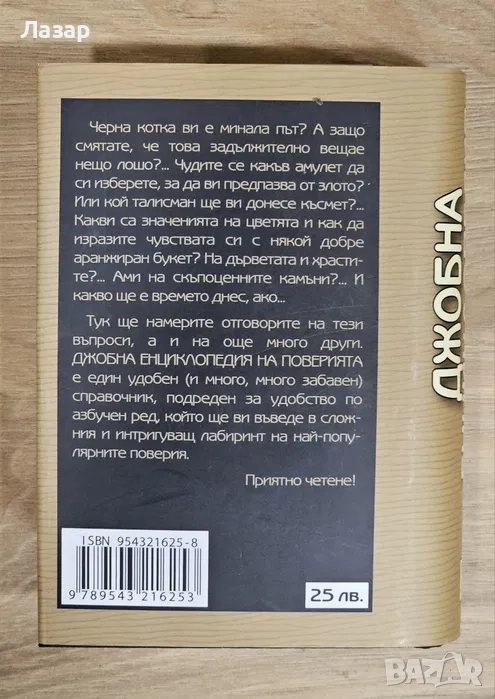 Лазар
Черна котка ви е минала път? А защо
смятате, че това задължително вещае
нещо лошо?... Чудите се какъв амулет да
си изберете, за да ви предпазва от злото?
Или кой талисман ще ви донесе късмет?...
Какви са значенията на цветята и как да
изразите чувствата си с някой добре
аранжиран букет? На дърветата и храсти-
те?... Ами на скъпоценните камъни?... И
какво ще е времето днес, ако...
Тук ще намерите отговорите на тези
въпроси, а и на още много други.
ДЖОБНА ЕНЦИКЛОПЕДИЯ НА ПОВЕРИЯТА
е един удобен (и много, много забавен)
справочник, подреден за удобство по
азбучен ред, който ще ви въведе в слож-
ния и интригуващ лабиринт на най-попу-
лярните поверия.
Приятно четене!
ISBN 954321625-8
9 789543 216253
25 лв.
ДЖОБНА
BAZAR